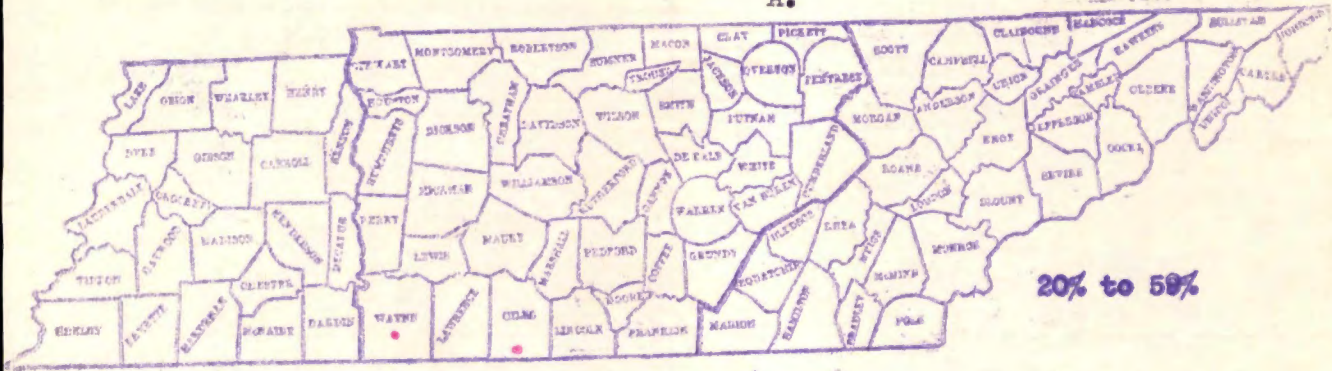 A.
CLAY PICKETT HANCOCK SULLIVAN JOHNSON
STEWART MONTGOMERY ROBERTSON SUMNER MACON SCOTT CLAIBORNE HAWKINS
LAKE OBION WEAKLEY HENRY HOUSTON TROUSDALE JACKSON OVERTON FENTRESS CAMPBELL UNION GRAINGER HAMBLEN GREENE WASHINGTON CARTER UNICOI
BENTON HUMPHREYS DICKSON CHEATHAM DAVIDSON WILSON SMITH PUTNAM MORGAN ANDERSON KNOX JEFFERSON COCKE
DYER GIBSON CARROLL DE KALB WHITE CUMBERLAND ROANE SEVIER
LAUDERDALE CROCKETT HICKMAN WILLIAMSON RUTHERFORD CANNON WARREN VAN BUREN LOUDON BLOUNT
HAYWOOD MADISON HENDERSON DECATUR PERRY LEWIS MAURY MARSHALL BEDFORD COFFEE GRUNDY BLEDSOE RHEA MEIGS MONROE
TIPTON CHESTER MOORE SEQUATCHIE McMINN
20% to 59%
SHELBY FAYETTE HARDEMAN McNAIRY HARDIN WAYNE LAWRENCE GILES LINCOLN FRANKLIN MARION HAMILTON BRADLEY POLK